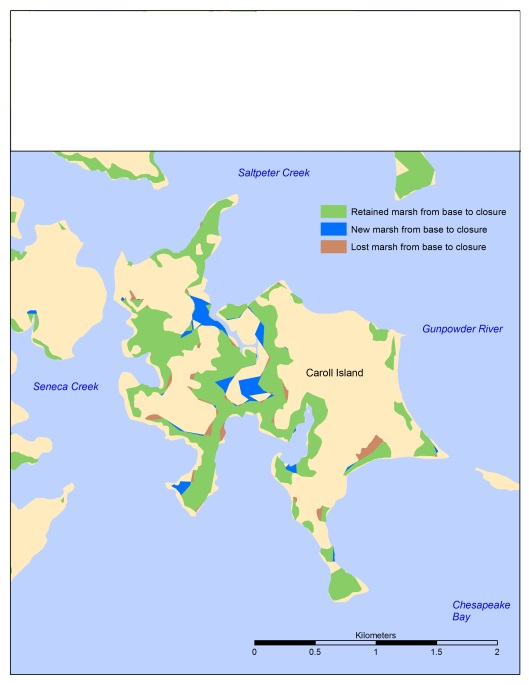 Saltpeter Creek
Retained marsh from base to closure
New marsh from base to closure
Lost marsh from base to closure
Gunpowder River
Caroll Island
Seneca Creek
Chesapeake
Bay
Kilometers
0 0.5 1 1.5 2